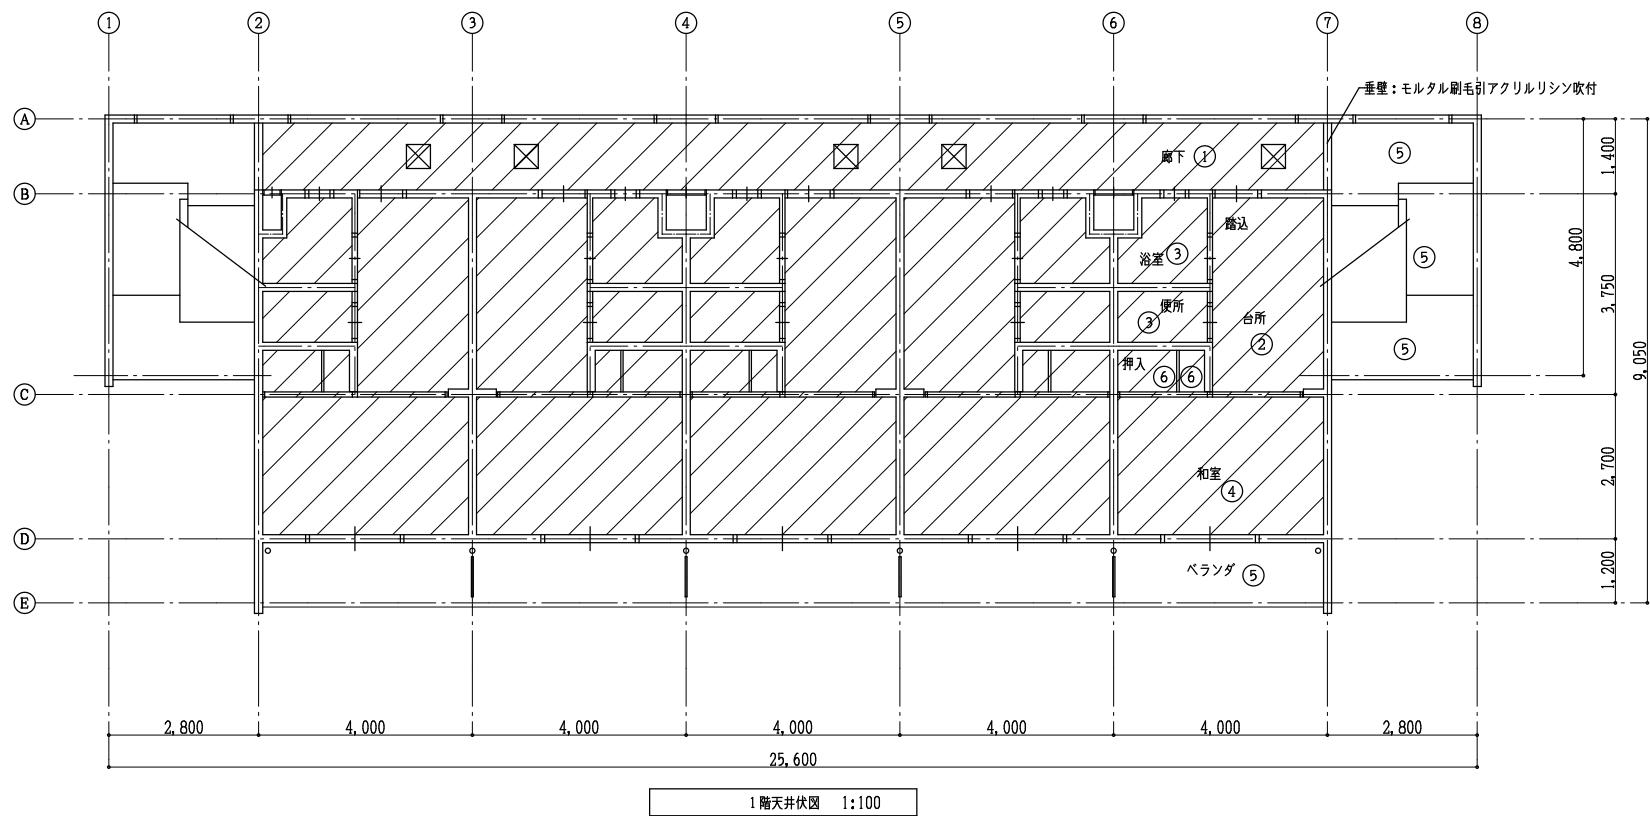 ① ② ③ ④ ⑤ ⑥ ⑦ ⑧
垂壁：モルタル刷毛引アクリルリシン吹付
Ⓐ
廊下 ①
⑤
1,400
Ⓑ
踏込
浴室 ③
⑤
4,800
3,750
便所
③
台所
②
⑤
9,050
押入
⑥ ⑥
Ⓒ
和室
④
2,700
Ⓓ
ベランダ ⑤
1,200
Ⓔ
2,800 4,000 4,000 4,000 4,000 4,000 2,800
25,600
1階天井伏図 1:100